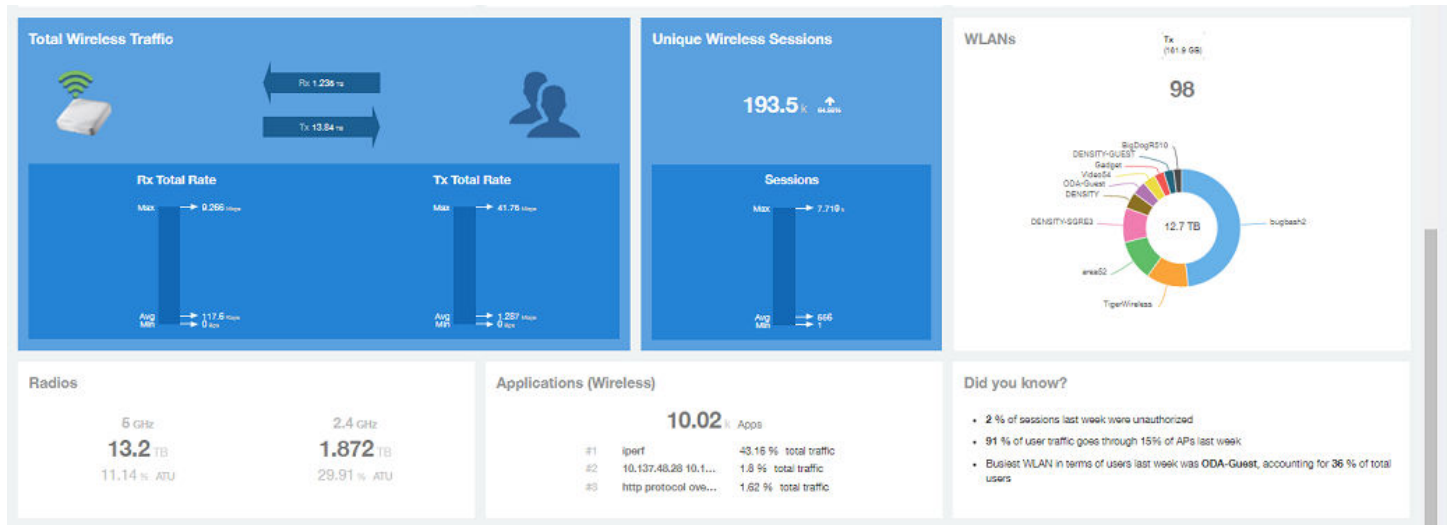 Total Wireless Traffic
Rx 1.236 TB
Tx 13.84 TB
Rx Total Rate
Max 9.266
Avg 117.6
Min 0
Tx Total Rate
Max 41.76
Avg 1.287
Min 0
Unique Wireless Sessions
193.5 k
Sessions
Max 7.719 k
Avg 666
Min 1
WLANs
Tx
(161.9 GB)
98
BigDogR510
DENSITY-GUEST
Gadget
Video54
ODA-Guest
DENSITY
DENSITY-SGRE3
12.7 TB
bugbash2
area52
TigerWireless
Radios
5 GHz
13.2 TB
11.14 % ATU
2.4 GHz
1.872 TB
29.91 % ATU
Applications (Wireless)
10.02 k Apps
#1 iperf 43.16 % total traffic
#2 10.137.48.28 10.1... 1.8 % total traffic
#3 http protocol ove... 1.62 % total traffic
Did you know?
• 2 % of sessions last week were unauthorized
• 91 % of user traffic goes through 15% of APs last week
• Busiest WLAN in terms of users last week was ODA-Guest, accounting for 36 % of total
users